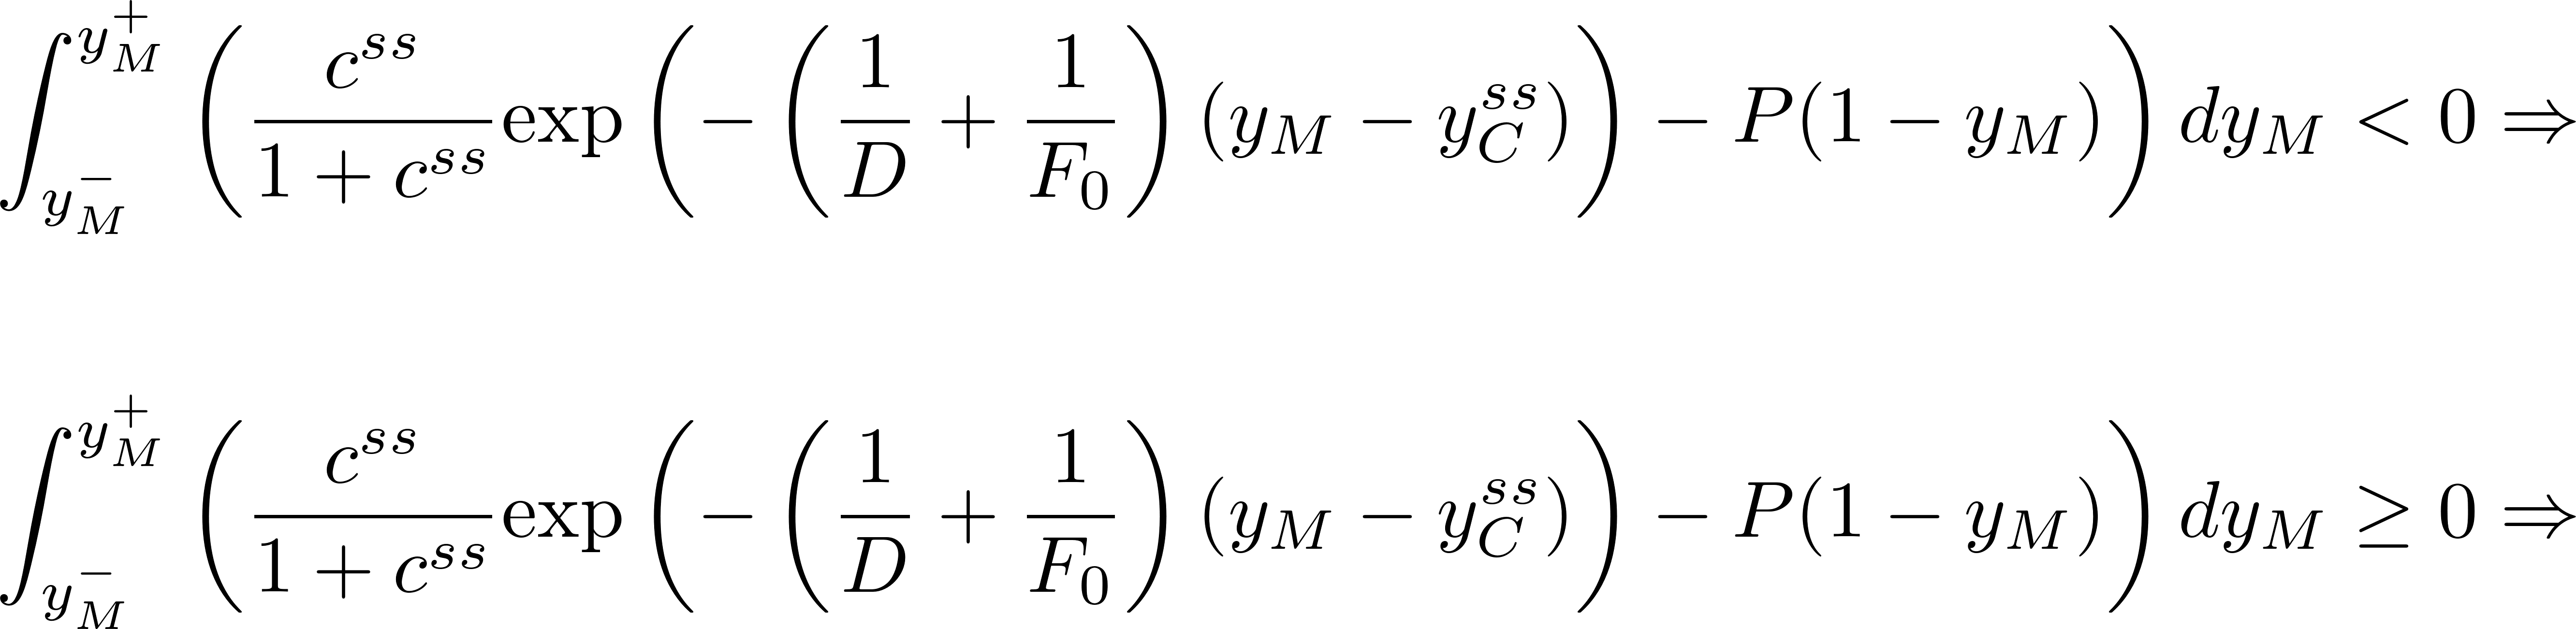 \int_{y_M^-}^{y_M^+} \left( \frac{c^{ss}}{1+c^{ss}} \exp\left( -\left( \frac{1}{D} + \frac{1}{F_0} \right) (y_M - y_C^{ss}) \right) - P(1 - y_M) \right) dy_M < 0 \Rightarrow
\int_{y_M^-}^{y_M^+} \left( \frac{c^{ss}}{1+c^{ss}} \exp\left( -\left( \frac{1}{D} + \frac{1}{F_0} \right) (y_M - y_C^{ss}) \right) - P(1 - y_M) \right) dy_M \geq 0 \Rightarrow